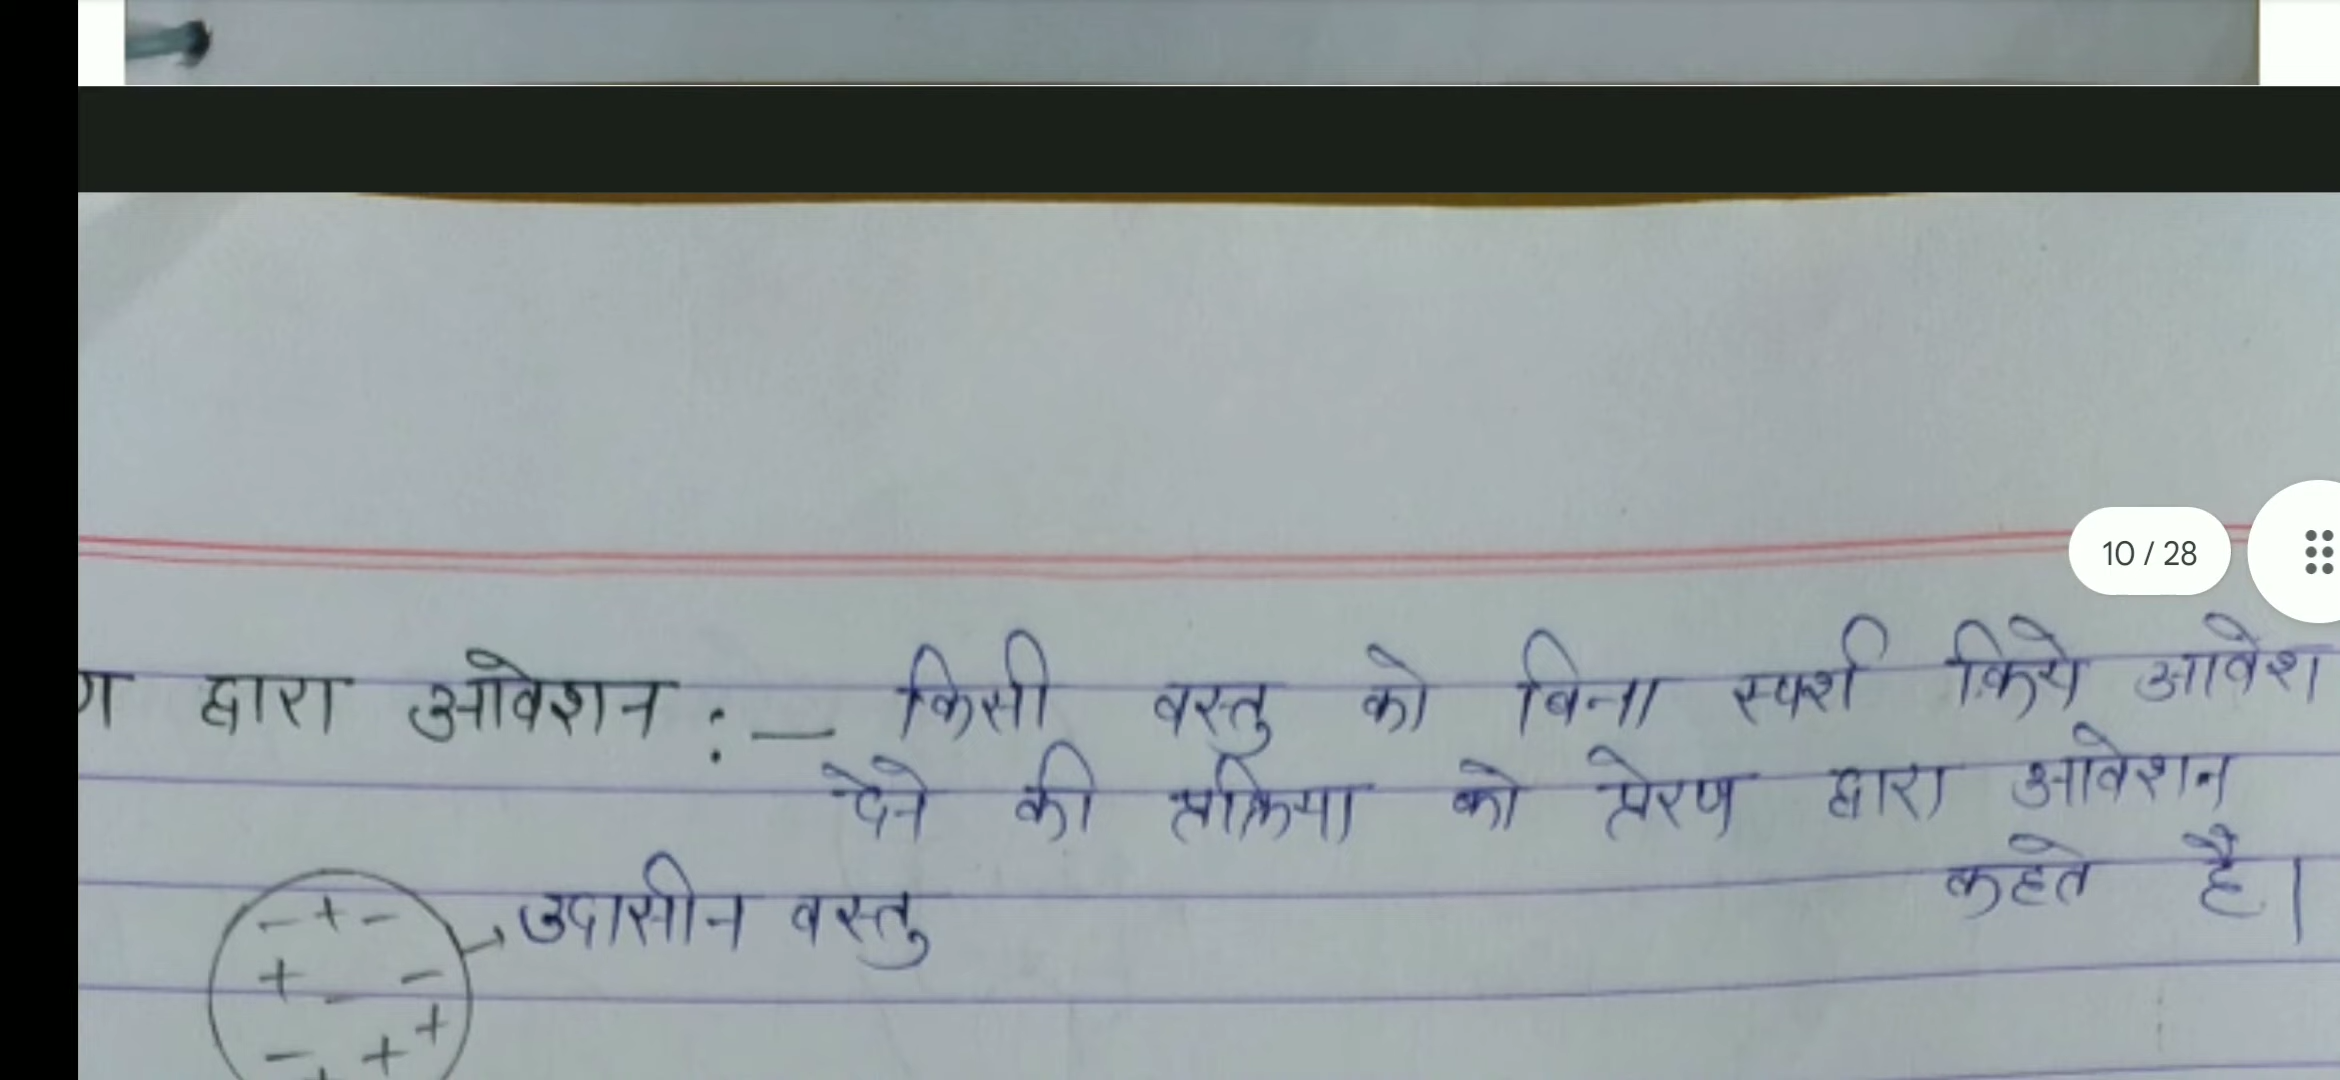 10 / 28
ण द्वारा आवेशन :— किसी वस्तु को बिना स्पर्श किये आवेश
देने की प्रक्रिया को प्रेरण द्वारा आवेशन
कहते है।
उदासीन वस्तु
- + -
+ -
-
+
- +